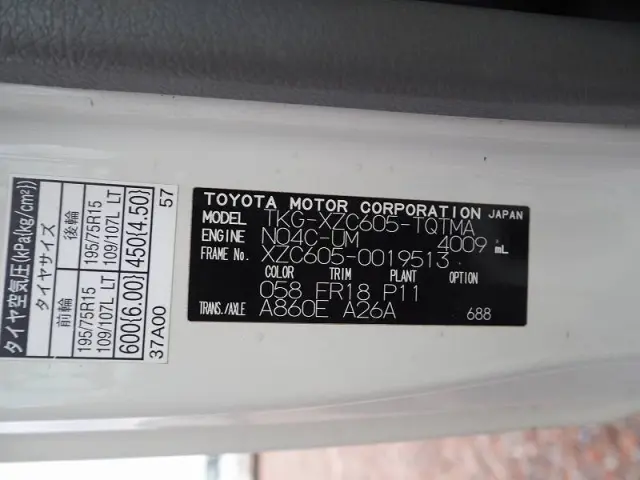 タイヤ空気圧(kPa{kg/cm²})
タイヤサイズ
前輪 後輪
195/75R15 195/75R15
109/107L LT 109/107L LT
600{6.00} 450{4.50}
37A00 57
TOYOTA MOTOR CORPORATION JAPAN
MODEL TKG-XZC605-TQTMA
ENGINE N04C-UM 4009 mL
FRAME No. XZC605-0019513
COLOR TRIM PLANT OPTION
058 FR18 P11
TRANS./AXLE A860E A26A 688